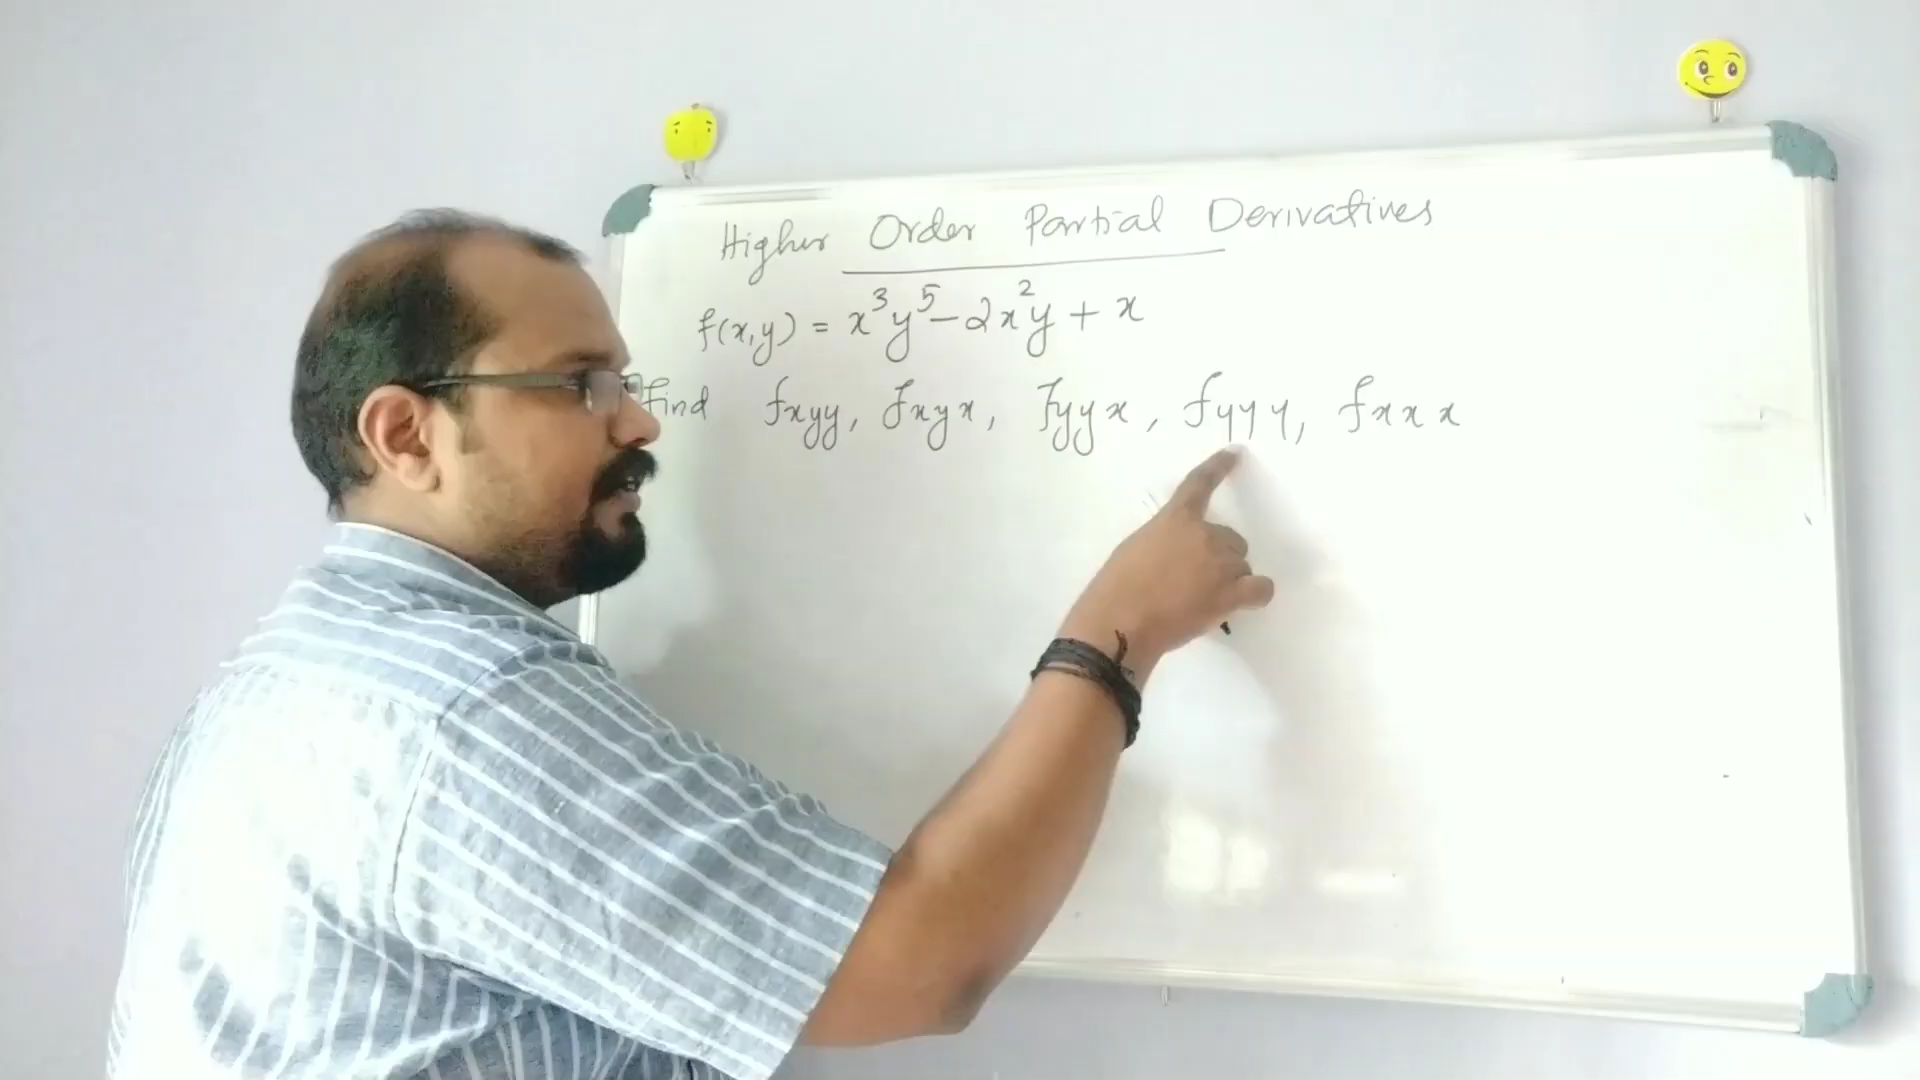 Higher Order Partial Derivatives
f(x,y) = x³y⁵ - 2x²y + x
Find fxyy, fxyx, fyyx, fyyy, fxxx